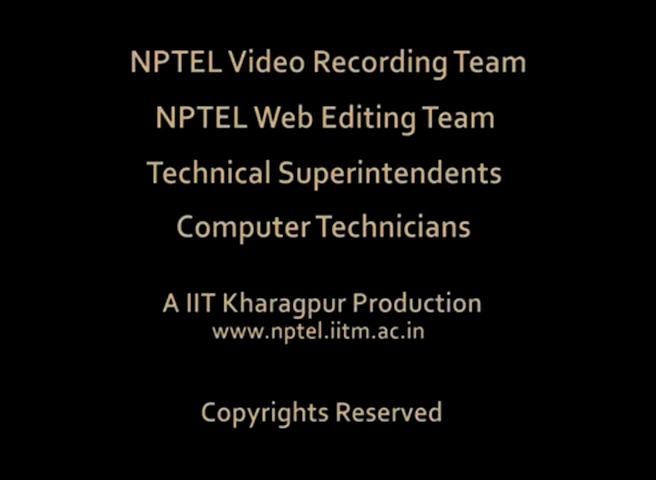 NPTEL Video Recording Team
NPTEL Web Editing Team
Technical Superintendents
Computer Technicians
A IIT Kharagpur Production
www.nptel.iitm.ac.in
Copyrights Reserved